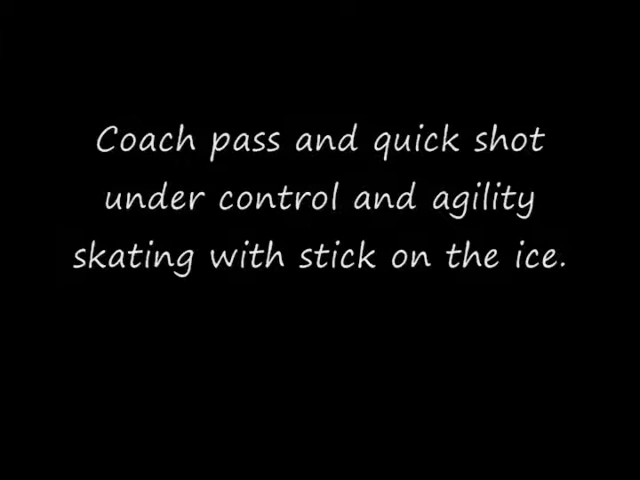 Coach pass and quick shot
under control and agility
skating with stick on the ice.